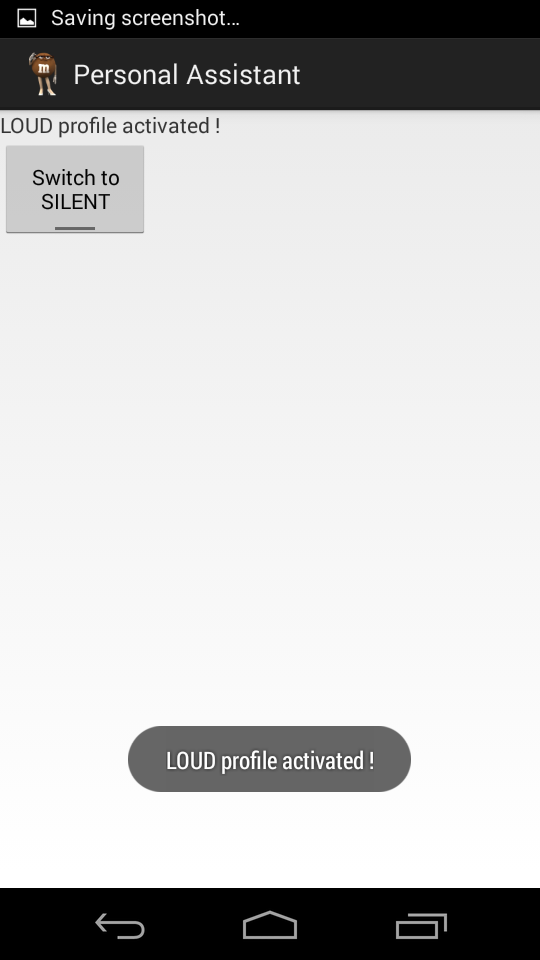 Saving screenshot...
m
Personal Assistant
LOUD profile activated !
Switch to
SILENT
LOUD profile activated !